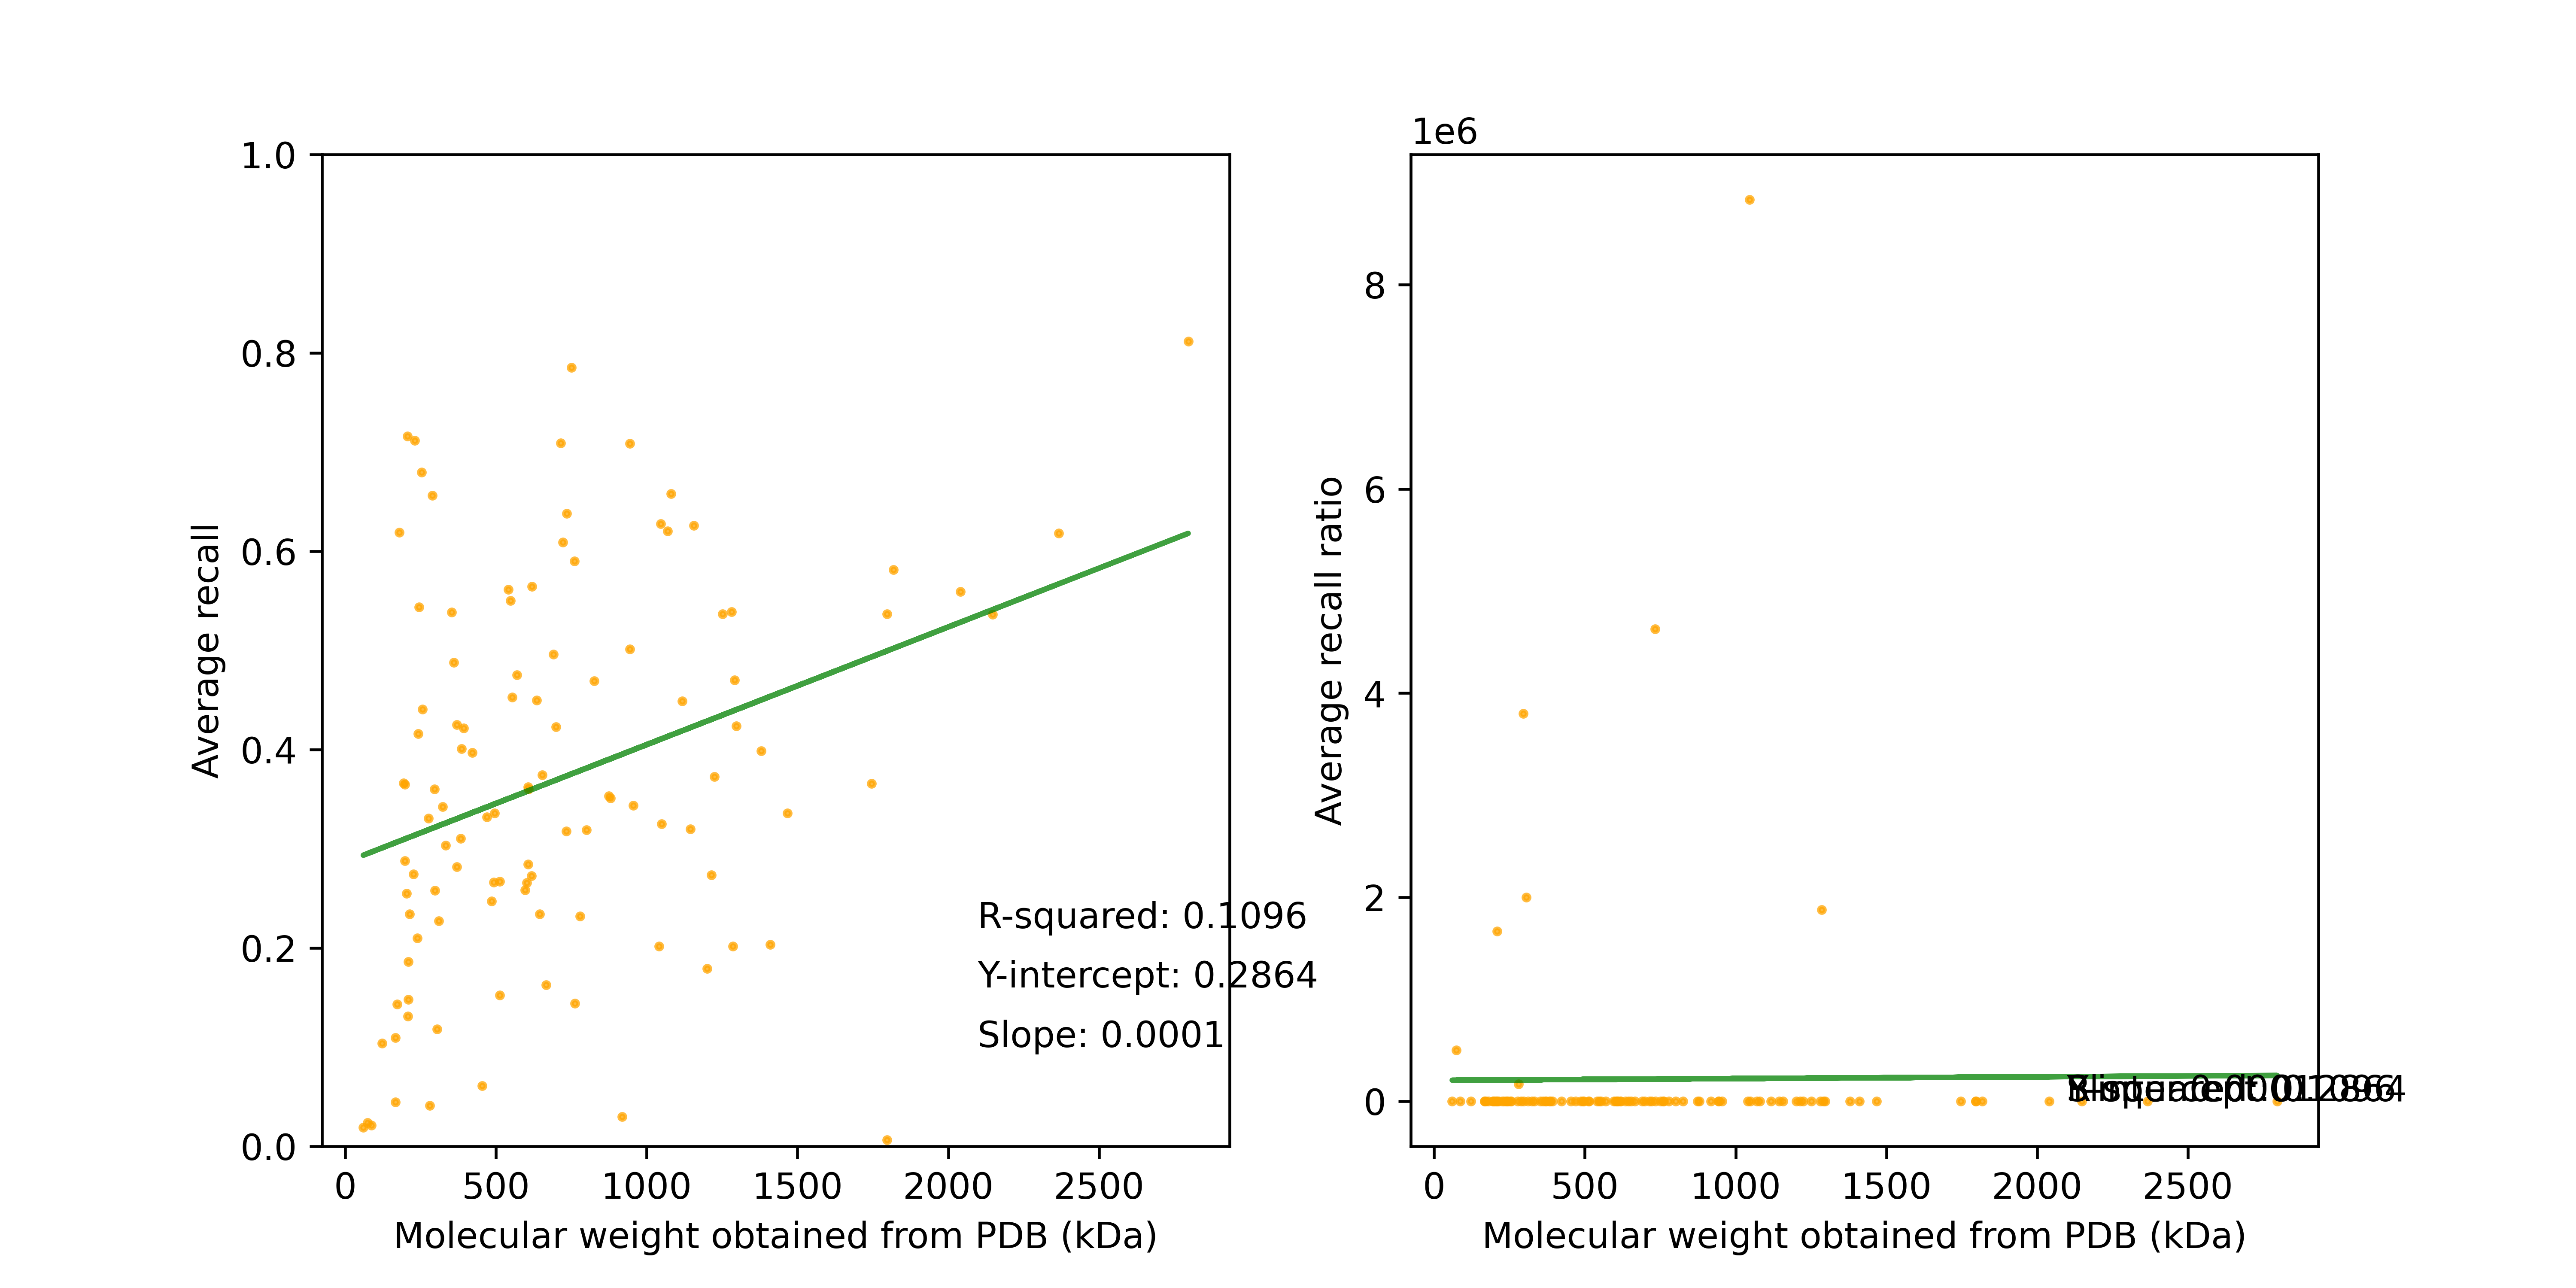 1.0
0.8
0.6
0.4
0.2
0.0
Average recall
R-squared: 0.1096
Y-intercept: 0.2864
Slope: 0.0001
0 500 1000 1500 2000 2500
Molecular weight obtained from PDB (kDa)
1e6
8
6
4
2
0
Average recall ratio
0 500 1000 1500 2000 2500
Molecular weight obtained from PDB (kDa)